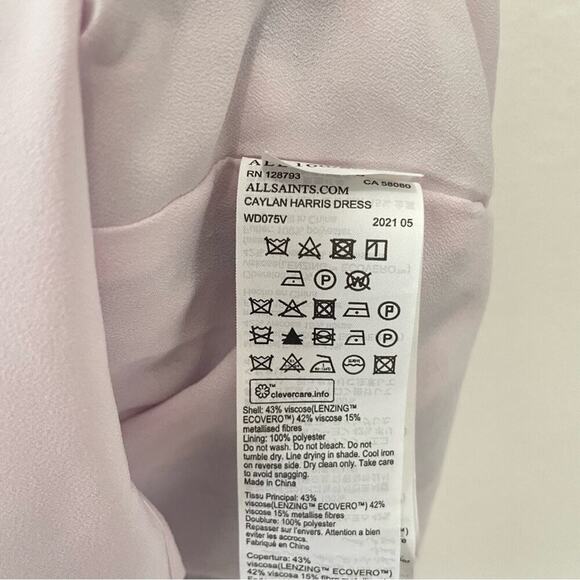 RN 128793
CA 58080
ALLSAINTS.COM
CAYLAN HARRIS DRESS
WD075V 2021 05
clevercare.info
Shell: 43% viscose(LENZING™
ECOVERO™) 42% viscose 15%
metallised fibres
Lining: 100% polyester
Do not wash. Do not bleach. Do not
tumble dry. Line drying in shade. Cool iron
on reverse side. Dry clean only. Take care
to avoid snagging.
Made in China
Tissu Principal: 43%
viscose(LENZING™ ECOVERO™) 42%
viscose 15% metallise fibres
Doublure: 100% polyester
Repasser sur l'envers. Attention a bien
eviter les accrocs.
Fabriqué en Chine
Copertura: 43%
viscosa(LENZING™ ECOVERO™)